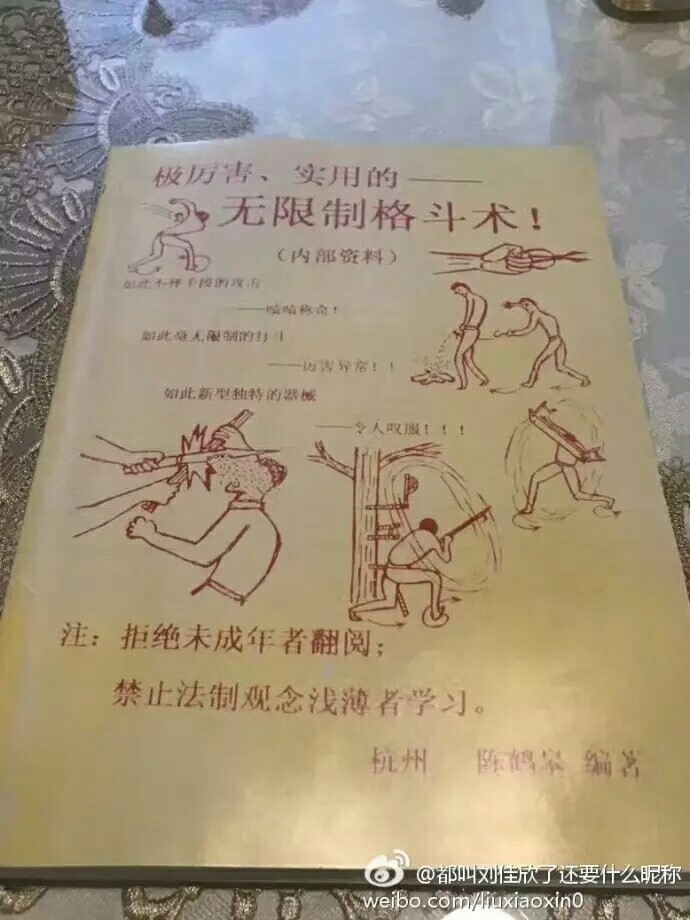 极厉害、实用的——
无限制格斗术！
（内部资料）
如此不择手段的攻击
——啧啧称奇！
如此毫无限制的打斗
——厉害异常！！
如此新型独特的器械
——令人叹服！！！
注：拒绝未成年者翻阅；
禁止法制观念浅薄者学习。
杭州 陈鹤皋 编著
@都叫刘佳欣了还要什么昵称
weibo.com/liuxiaoxin0